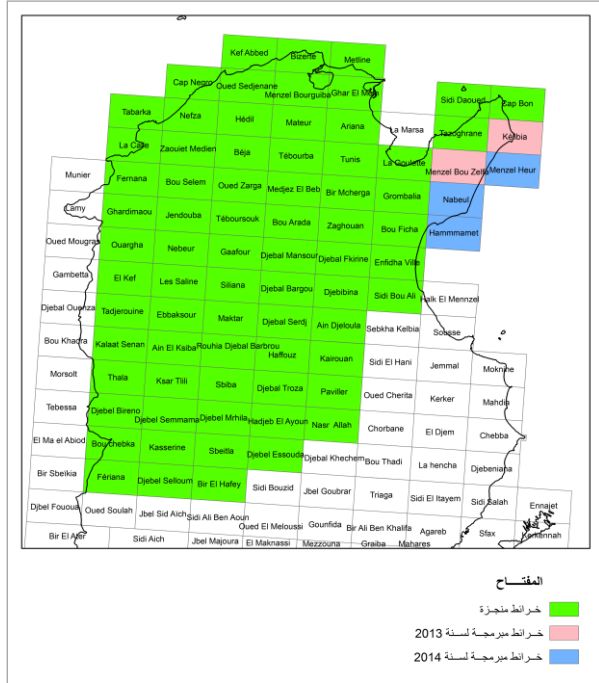 Kef Abbed Bizerte Metline
Cap Negro Oued Sedjenane Menzel Bourguiba Ghar El Melh Sidi Daoued Cap Bon
Tabarka Nefza Hédil Mateur Ariana La Marsa Tazoghrane Kelibia
La Calle Zaouiet Medien Béja Tébourba Tunis La Goulette Menzel Bou Zelfa Menzel Heur
Munier Fernana Bou Selem Oued Zarga Medjez El Beb Bir Mcherga Grombalia Nabeul
Lamy Ghardimaou Jendouba Téboursouk Bou Arada Zaghouan Bou Ficha Hammmamet
Oued Mougras Ouargha Nebeur Gaafour Djebal Mansour Djebal Fkirine Enfidha Ville
Gambetta El Kef Les Saline Siliana Djebal Bargou Djebibina Sidi Bou Ali Halk El Mennzel
Djebal Ouenza Tadjerouine Ebbaksour Maktar Djebal Serdj Ain Djeloula Sebkha Kelbia Sousse
Bou Khadra Kalaat Senan Ain El Ksiba Rouhia Djebal Barbrou Haffouz Kairouan Sidi El Hani Jemmal Moknine
Morsolt Thala Ksar Tlili Sbiba Djebal Troza Paviller Oued Cherita Kerker Mahdia
Tebessa Djebel Bireno Djebel Semmama Djebel Mrhila Hadjeb El Ayoun Nasr Allah Chorbane El Djem Chebba
El Ma el Abiod Bou chebka Kasserine Sbeitla Djebel Essouda Djebal Khechem Bou Thadi La hencha Djebeniana
Bir Sbeïkia Fériana Djebel Selloum Bir El Hafey Sidi Bouzid Jbel Goubrar Triaga Sidi El Itayem Sidi Salah Ennajet
Djbel Fououa Oued Soulah Jbel Sid Aich Sidi Ali Ben Aoun Oued El Meloussi Gounfida Bir Ali Ben Khalifa Agareb Sfax Kerkennah
Bir El Ater Sidi Aich Jbel Majoura El Maknassi Mezzouna Graiba Mahares
المفتـــــاح
خـرائط منجـزة
خــرائط مبرمجــة لســنة 2013
خــرائط مبرمجــة لســنة 2014